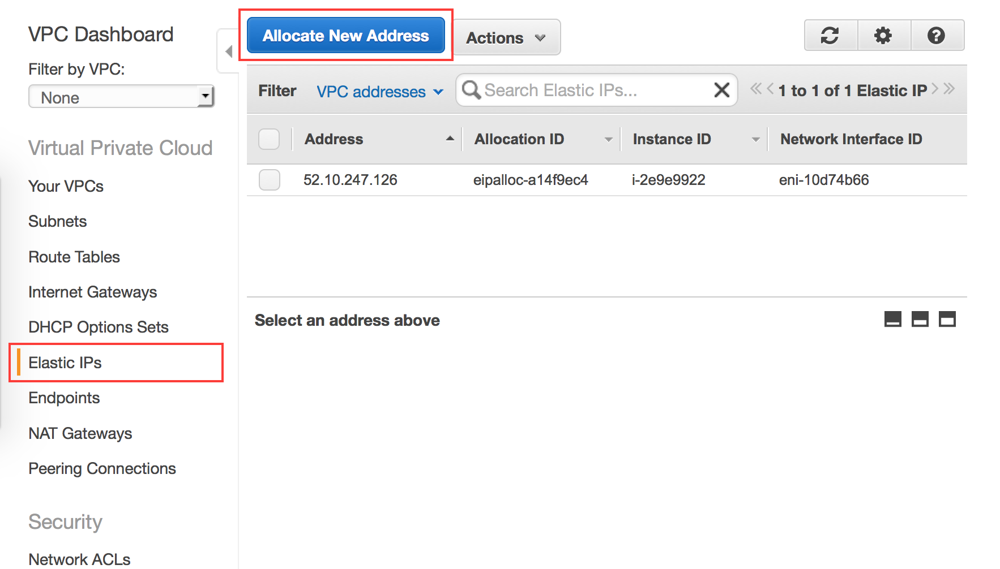 VPC Dashboard
Filter by VPC:
None
Virtual Private Cloud
Your VPCs
Subnets
Route Tables
Internet Gateways
DHCP Options Sets
Elastic IPs
Endpoints
NAT Gateways
Peering Connections
Security
Network ACLs
Allocate New Address Actions
Filter VPC addresses Search Elastic IPs... 1 to 1 of 1 Elastic IP
Address Allocation ID Instance ID Network Interface ID
52.10.247.126 eipalloc-a14f9ec4 i-2e9e9922 eni-10d74b66
Select an address above